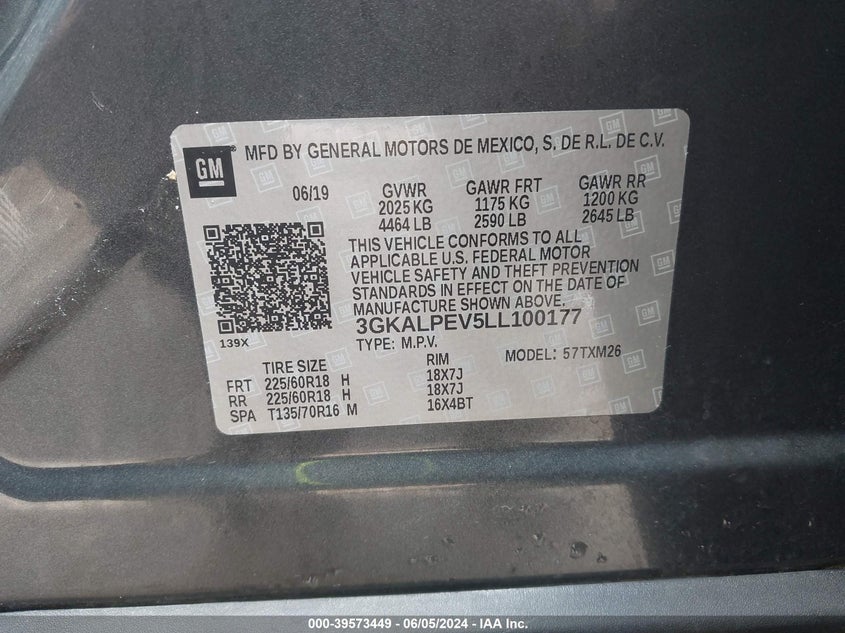 GM
MFD BY GENERAL MOTORS DE MEXICO, S. DE R.L. DE C.V.
06/19 GVWR GAWR FRT GAWR RR
2025 KG 1175 KG 1200 KG
4464 LB 2590 LB 2645 LB
THIS VEHICLE CONFORMS TO ALL
APPLICABLE U.S. FEDERAL MOTOR
VEHICLE SAFETY AND THEFT PREVENTION
STANDARDS IN EFFECT ON THE DATE OF
MANUFACTURE SHOWN ABOVE.
139X
3GKALPEV5LL100177
TYPE: M.P.V. MODEL: 57TXM26
TIRE SIZE RIM
FRT 225/60R18 H 18X7J
RR 225/60R18 H 18X7J
SPA T135/70R16 M 16X4BT
000-39573449 - 06/05/2024 - IAA Inc.